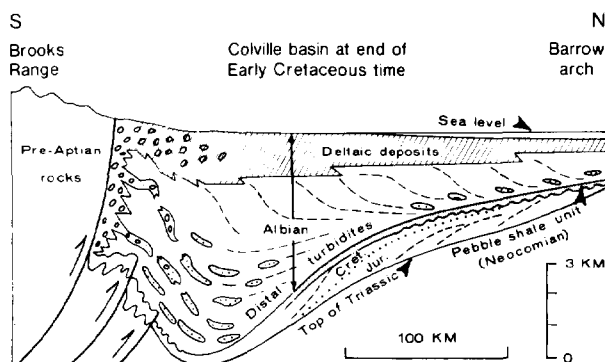 S
N
Brooks
Range
Colville basin at end of
Early Cretaceous time
Barrow
arch
Sea level
Pre-Aptian
rocks
Deltaic deposits
Albian
Distal turbidites
Cret
Jur.
Pebble shale unit
(Neocomian)
Top of Triassic
3 KM
0
100 KM